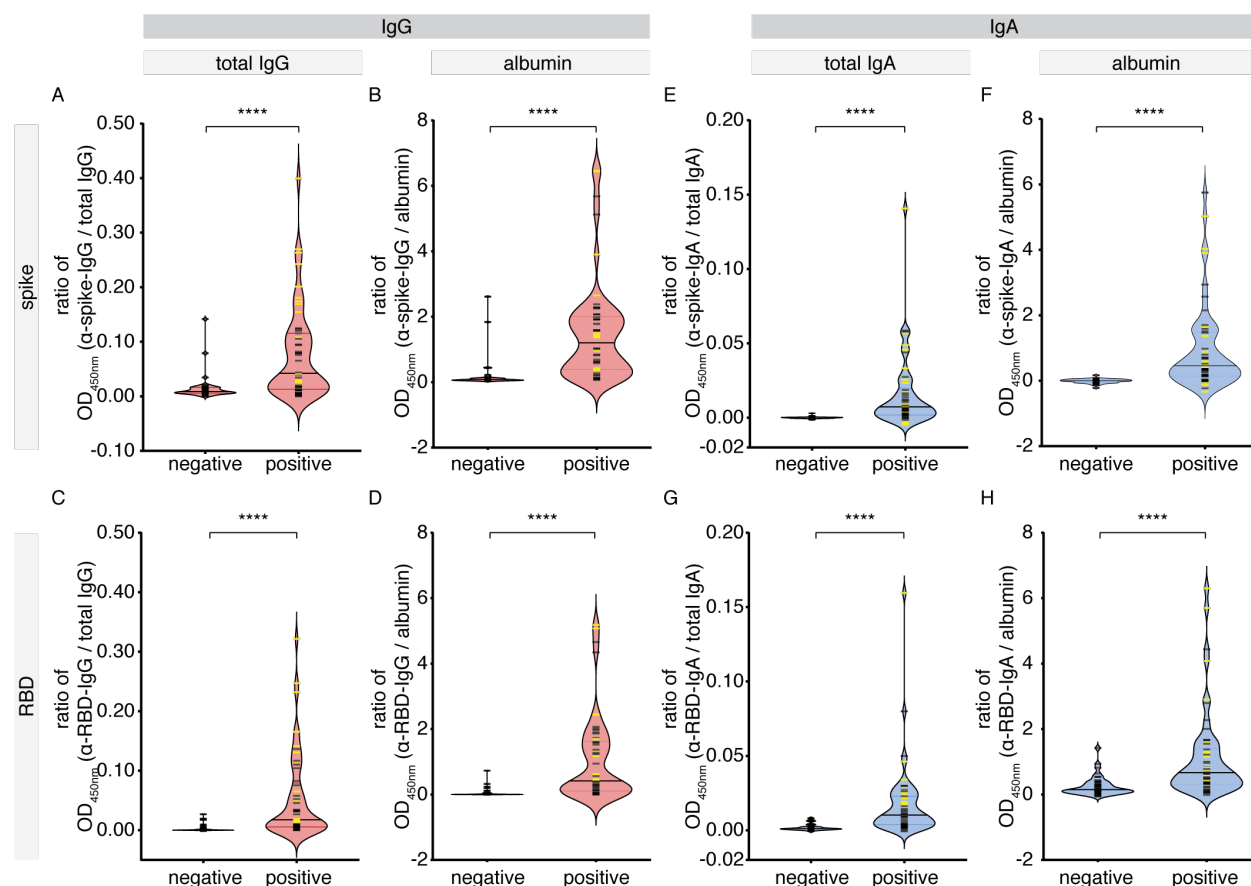 IgG
IgA
total IgG
albumin
total IgA
albumin
spike
A
****
0.50
0.40
0.30
0.20
0.10
0.00
-0.10
ratio of
OD450nm (α-spike-IgG / total IgG)
negative
positive
B
****
8
6
4
2
0
-2
ratio of
OD450nm (α-spike-IgG / albumin)
negative
positive
E
****
0.20
0.15
0.10
0.05
0.00
-0.02
ratio of
OD450nm (α-spike-IgA / total IgA)
negative
positive
F
****
8
6
4
2
0
-2
ratio of
OD450nm (α-spike-IgA / albumin)
negative
positive
RBD
C
****
0.50
0.40
0.30
0.20
0.10
0.00
ratio of
OD450nm (α-RBD-IgG / total IgG)
negative
positive
D
****
8
6
4
2
0
-2
ratio of
OD450nm (α-RBD-IgG / albumin)
negative
positive
G
****
0.20
0.15
0.10
0.05
0.00
-0.02
ratio of
OD450nm (α-RBD-IgA / total IgA)
negative
positive
H
****
8
6
4
2
0
-2
ratio of
OD450nm (α-RBD-IgA / albumin)
negative
positive